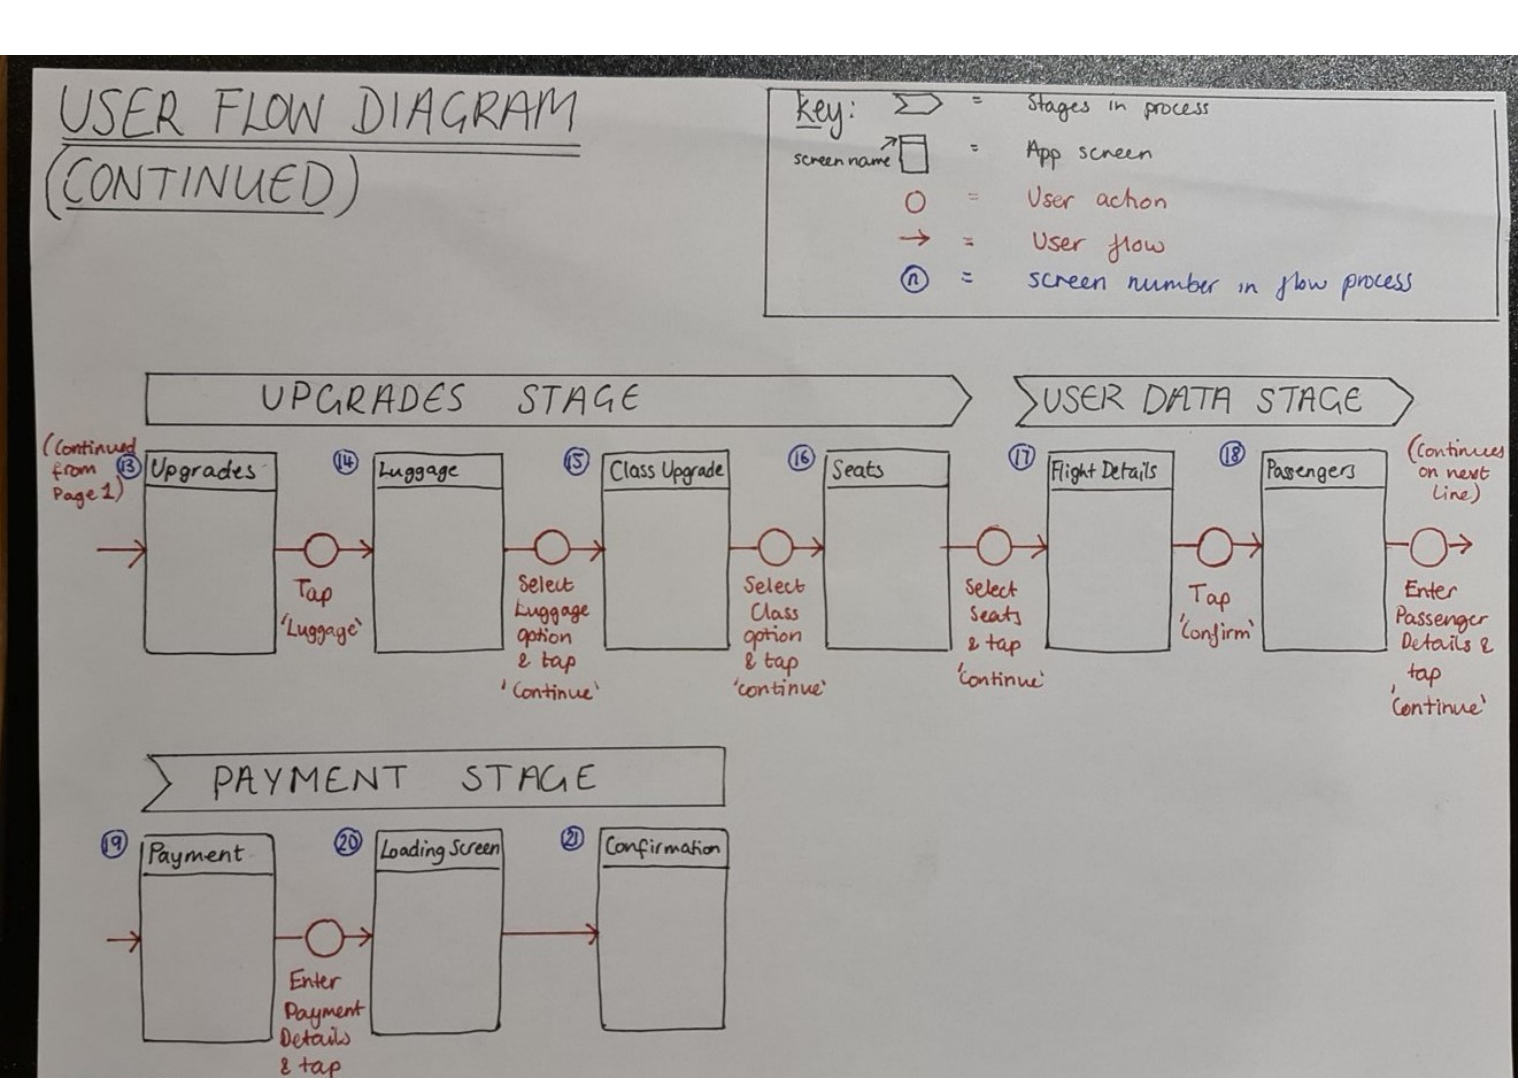 USER FLOW DIAGRAM
(CONTINUED)
Key:
= Stages in process
screen name
= App screen
= User action
= User flow
n = screen number in flow process
UPGRADES STAGE
USER DATA STAGE
(Continued
from
Page 1)
13 Upgrades
14 Luggage
15 Class Upgrade
16 Seats
17 Flight Details
18 Passengers
(Continues
on next
Line)
Tap
'Luggage'
Select
Luggage
option
& tap
'Continue'
Select
Class
option
& tap
'continue'
Select
Seats
& tap
'Continue'
Tap
'Confirm'
Enter
Passenger
Details &
tap
'Continue'
PAYMENT STAGE
19 Payment
20 Loading Screen
21 Confirmation
Enter
Payment
Details
& tap